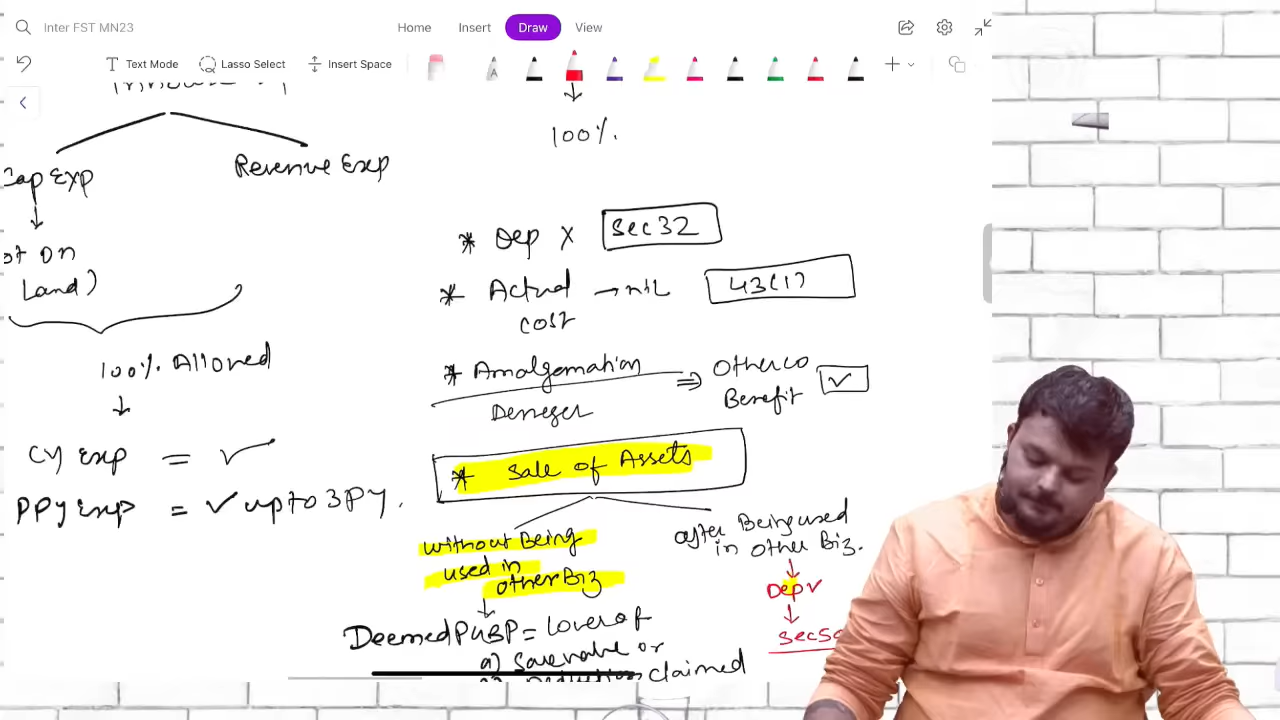 Inter FST MN23
Home Insert Draw View
Text Mode Lasso Select Insert Space
100%.
Cap Exp
Revenue Exp
Land)
100% Allowed
CY Exp = ✓
PPY Exp = ✓ upto 3PY.
* Dep X Sec 32
* Actual cost → nil 43(1)
* Amalgamation
Demeger
⇒ Other co
Benefit ✓
* Sale of Assets
without Being
used in
other Biz
after Being used
in other Biz.
Dep ✓
Deemed PGBP = lower of
a) Sale value or
claimed